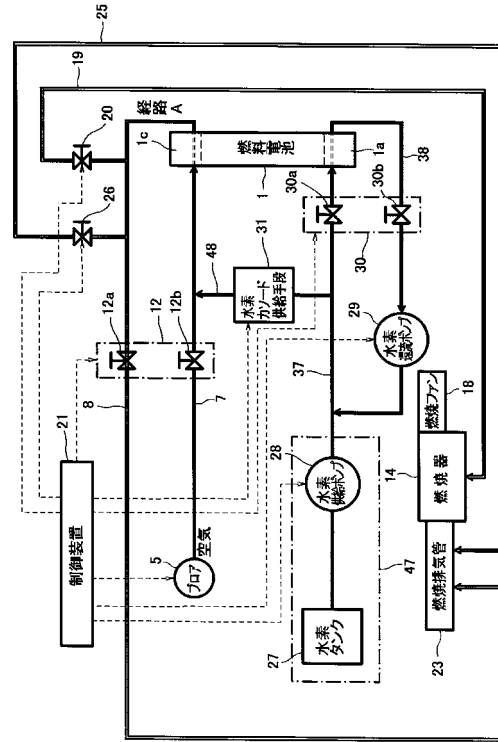 25
19
経路
A
20
26
1c
燃料電池
1a
1
38
30a
30b
30
31
水素
カソード
供給手段
48
12a
12
12b
8
7
37
29
水素
還流ポンプ
21
制御装置
5
ブロア
空気
28
水素
供給ポンプ
27
水素
タンク
47
18
燃焼ファン
14
燃焼器
燃焼排気管
23